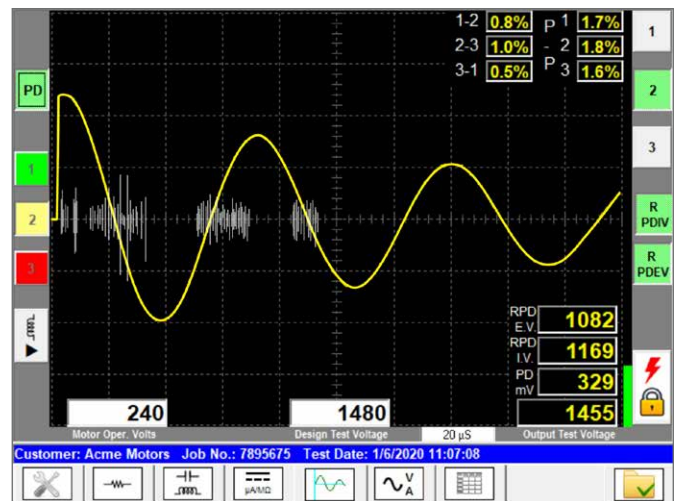 1-2 0.8% P 1 1.7%
2-3 1.0% - 2 1.8%
3-1 0.5% P 3 1.6%
PD
1
2
3
1
2
3
R PDIV
R PDEV
RPD E.V. 1082
RPD I.V. 1169
PD mV 329
240 1480 1455
Motor Oper. Volts Design Test Voltage 20 µS Output Test Voltage
Customer: Acme Motors Job No.: 7895675 Test Date: 1/6/2020 11:07:08
µA/MΩ V A